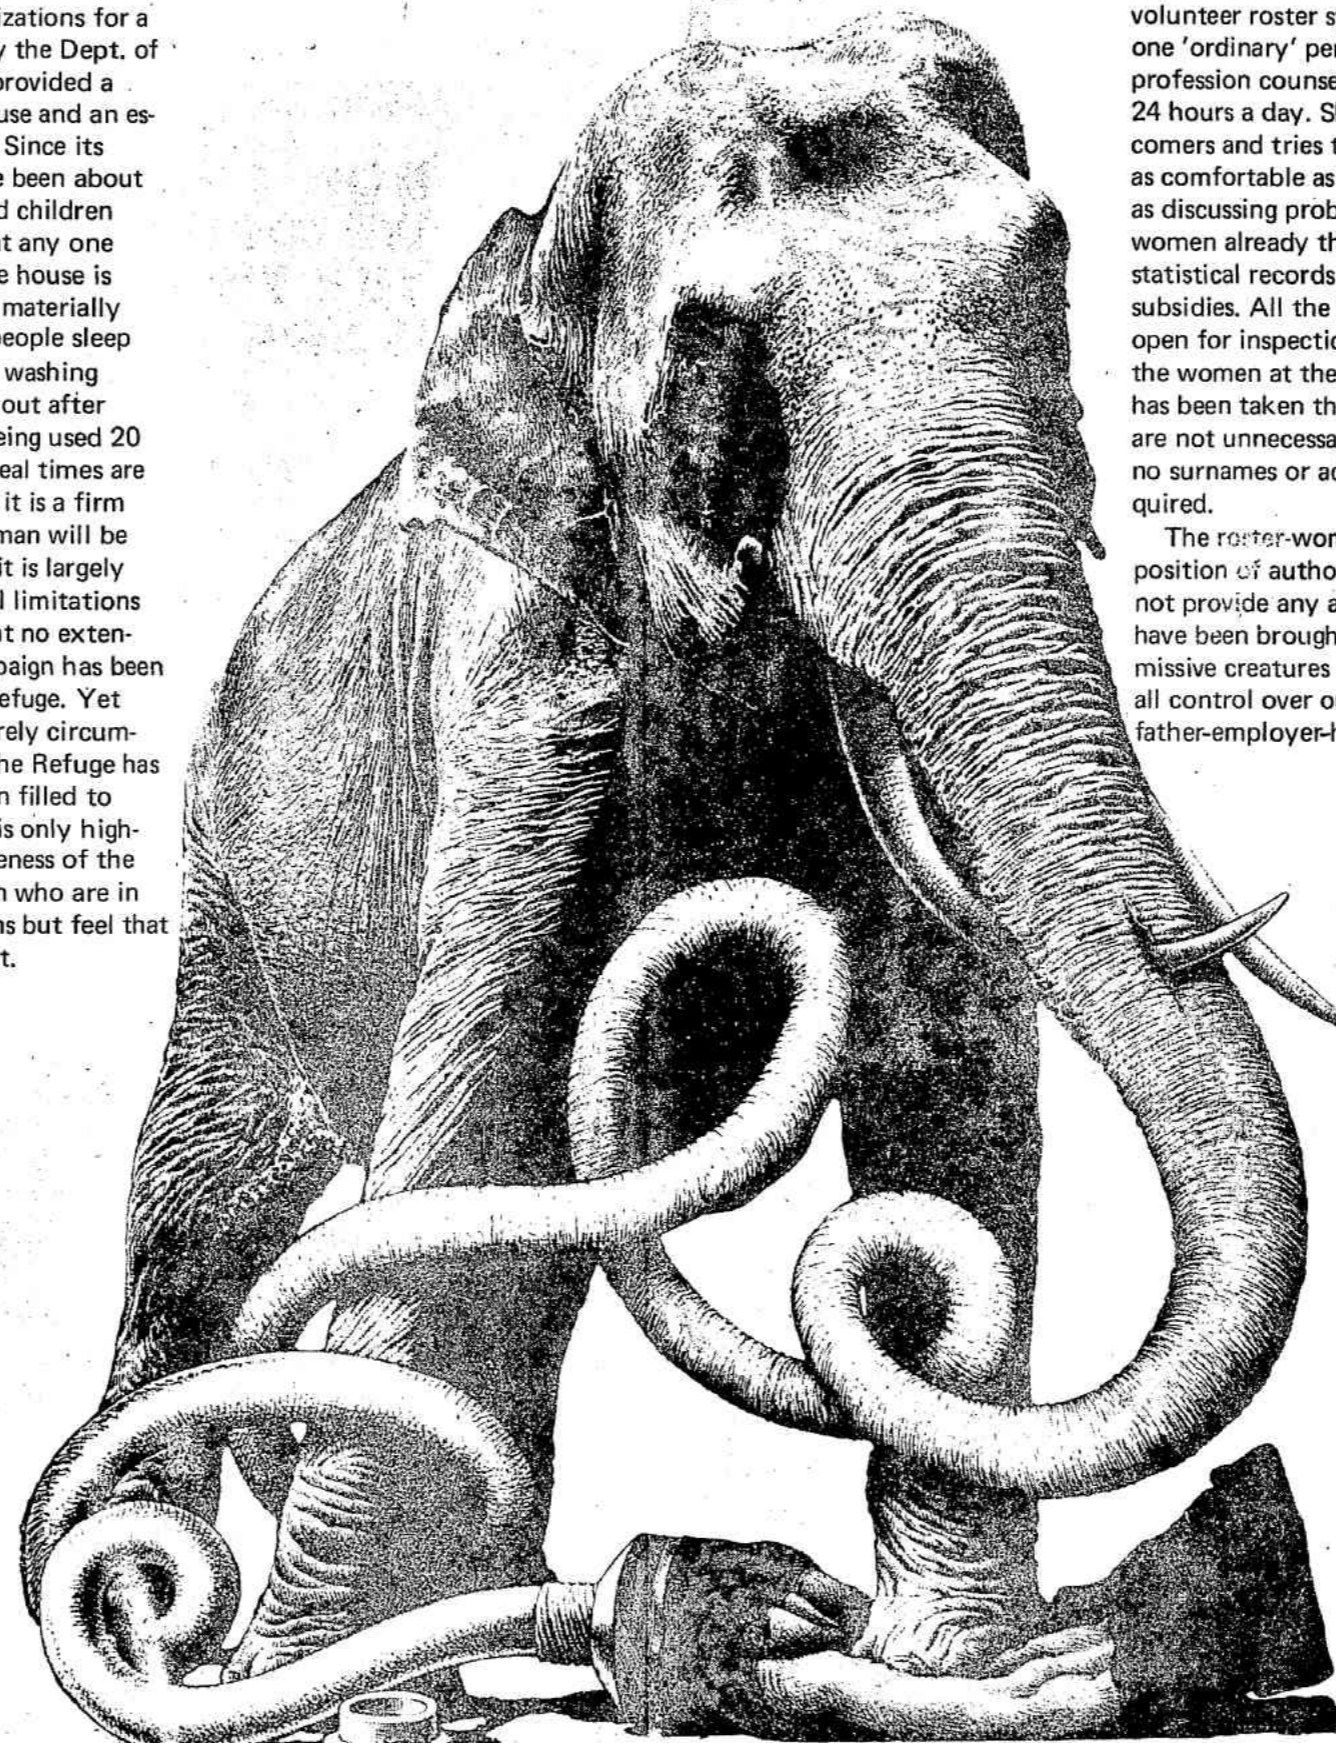 izations for a
y the Dept. of
provided a
use and an es-
Since its
e been about
d children
at any one
e house is
materially
people sleep
washing
out after
eing used 20
eal times are
it is a firm
man will be
it is largely
l limitations
at no exten-
paign has been
efuge. Yet
rely circum-
he Refuge has
n filled to
is only high-
eness of the
n who are in
ns but feel that
t.
volunteer roster s
one 'ordinary' per
profession counse
24 hours a day. S
comers and tries t
as comfortable as
as discussing prob
women already th
statistical records
subsidies. All the
open for inspectio
the women at the
has been taken th
are not unnecessa
no surnames or ad
quired.
The roster-wor
position of autho
not provide any a
have been brough
missive creatures
all control over o
father-employer-h